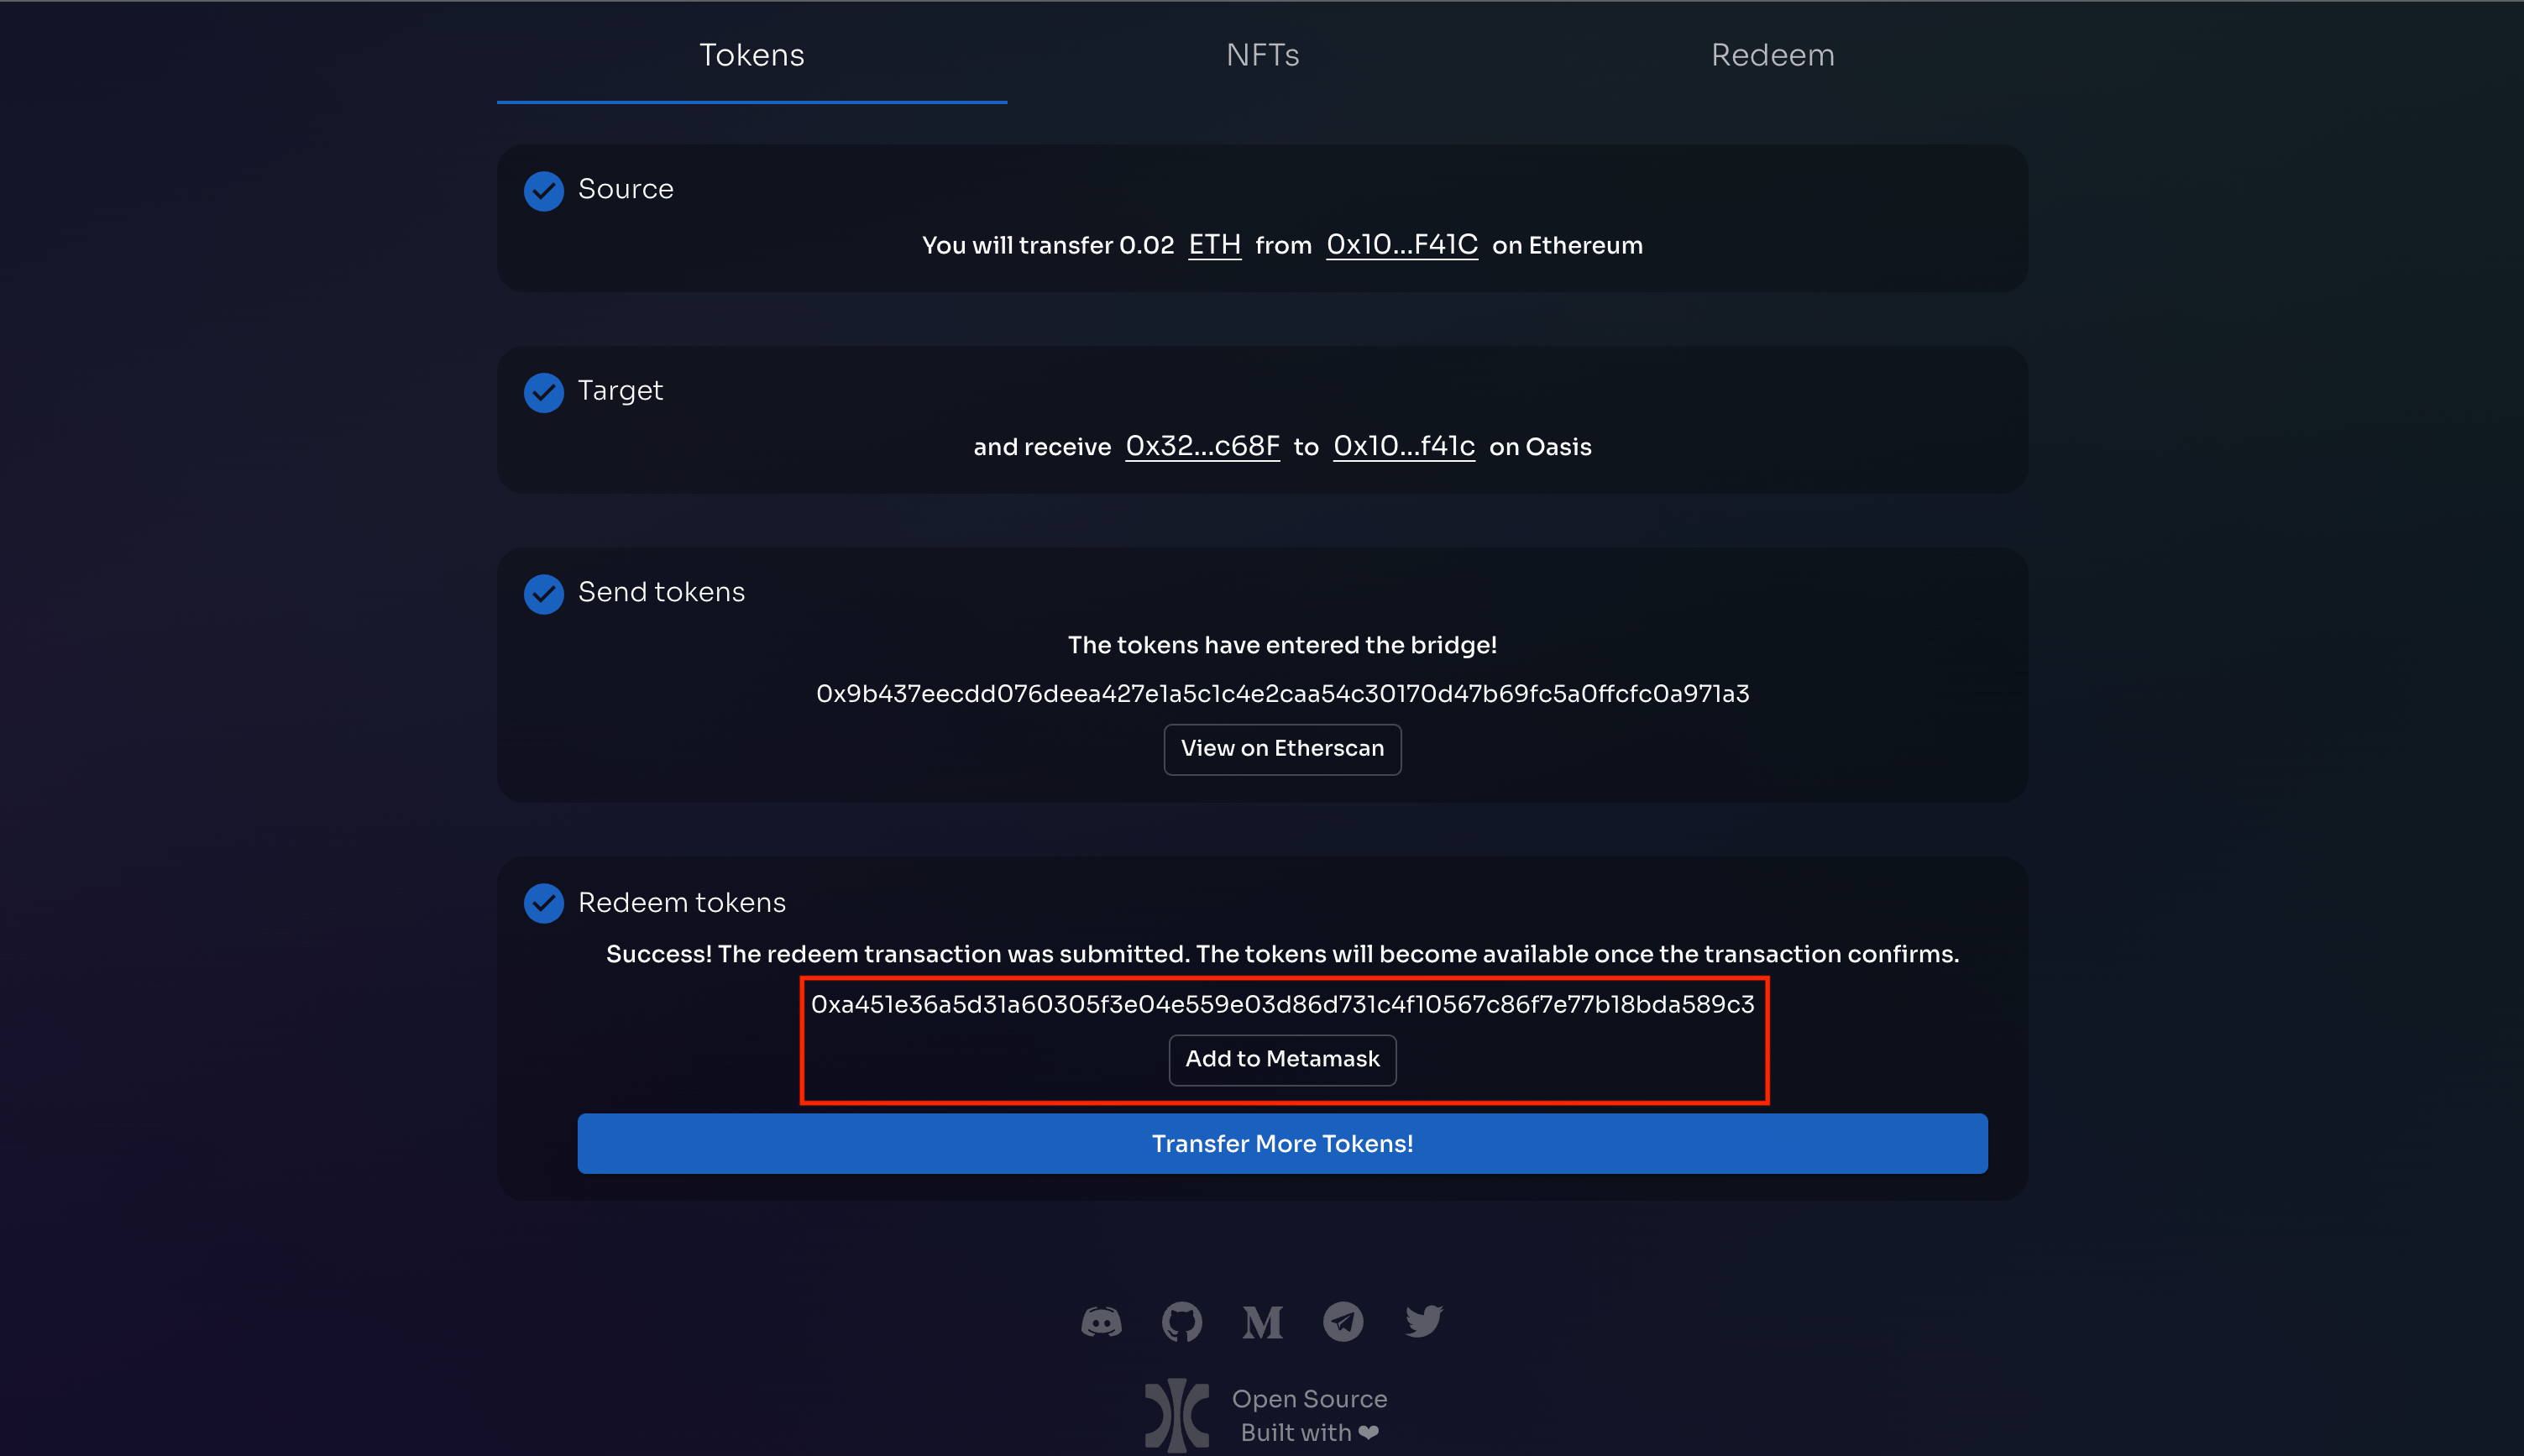 Tokens NFTs Redeem
Source
You will transfer 0.02 ETH from 0x10...F41C on Ethereum
Target
and receive 0x32...c68F to 0x10...f41c on Oasis
Send tokens
The tokens have entered the bridge!
0x9b437eecdd076deea427e1a5c1c4e2caa54c30170d47b69fc5a0ffcfc0a971a3
View on Etherscan
Redeem tokens
Success! The redeem transaction was submitted. The tokens will become available once the transaction confirms.
0xa451e36a5d31a60305f3e04e559e03d86d731c4f10567c86f7e77b18bda589c3
Add to Metamask
Transfer More Tokens!
Open Source
Built with ❤